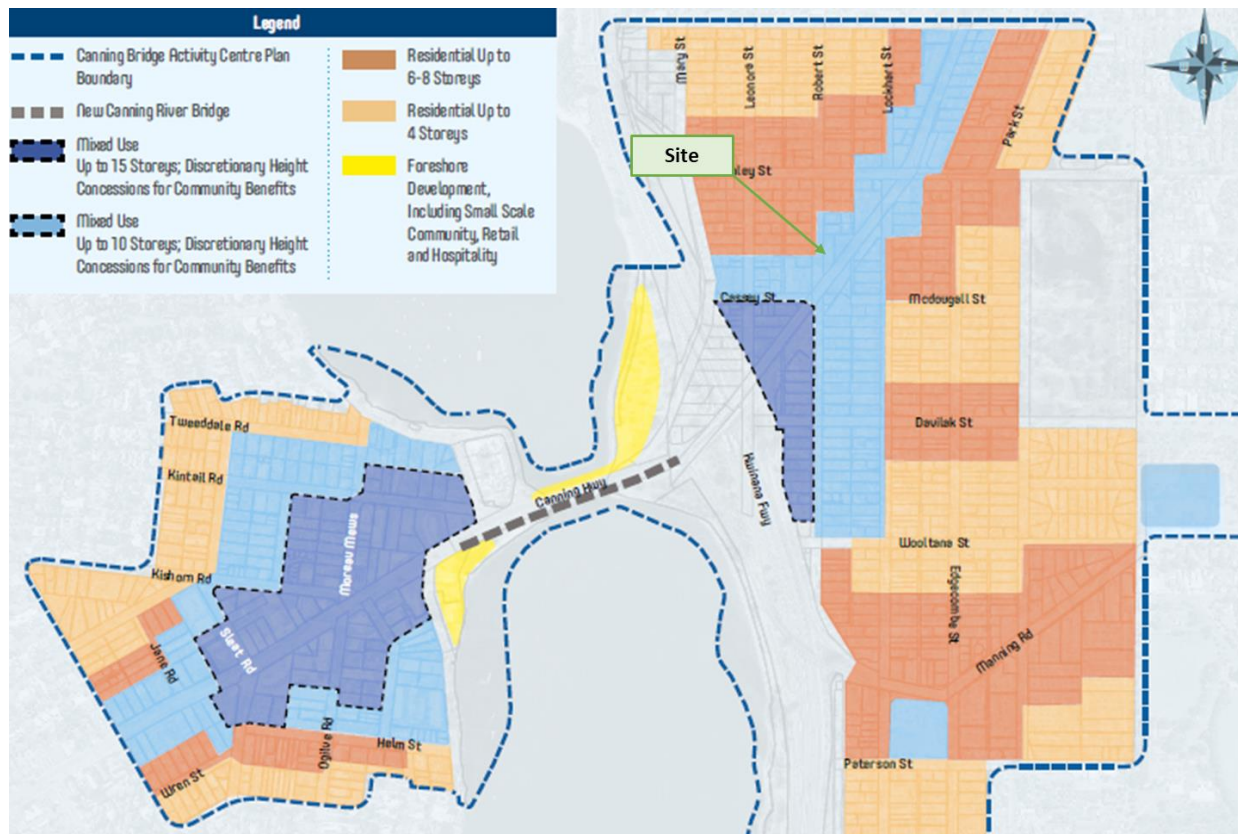 Legend
Canning Bridge Activity Centre Plan
Boundary
New Canning River Bridge
Mixed Use
Up to 15 Storeys; Discretionary Height
Concessions for Community Benefits
Mixed Use
Up to 10 Storeys; Discretionary Height
Concessions for Community Benefits
Residential Up to
6-8 Storeys
Residential Up to
4 Storeys
Foreshore
Development,
Including Small Scale
Community, Retail
and Hospitality
Mary St
Leonora St
Robert St
Lockhart St
Park St
Site
ley St
Cassey St
Mcdougall St
Davilak St
Kwinana Fwy
Canning Hwy
Wooltana St
Edgecombe St
Manning Rd
Paterson St
Tweeddale Rd
Kintail Rd
Moreau Mews
Kishorn Rd
Sleat Rd
Jane Rd
Ogilvie Rd
Helm St
Wren St